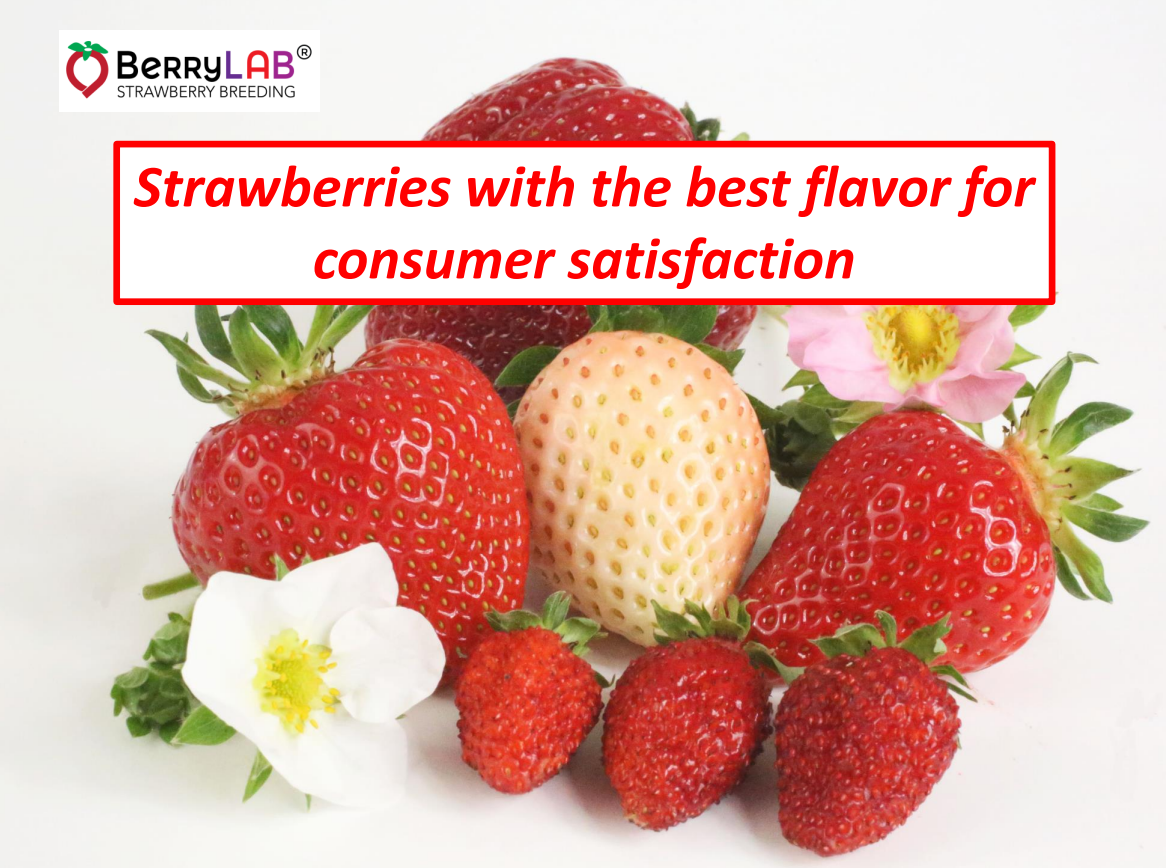 BerryLAB®
STRAWBERRY BREEDING
Strawberries with the best flavor for
consumer satisfaction